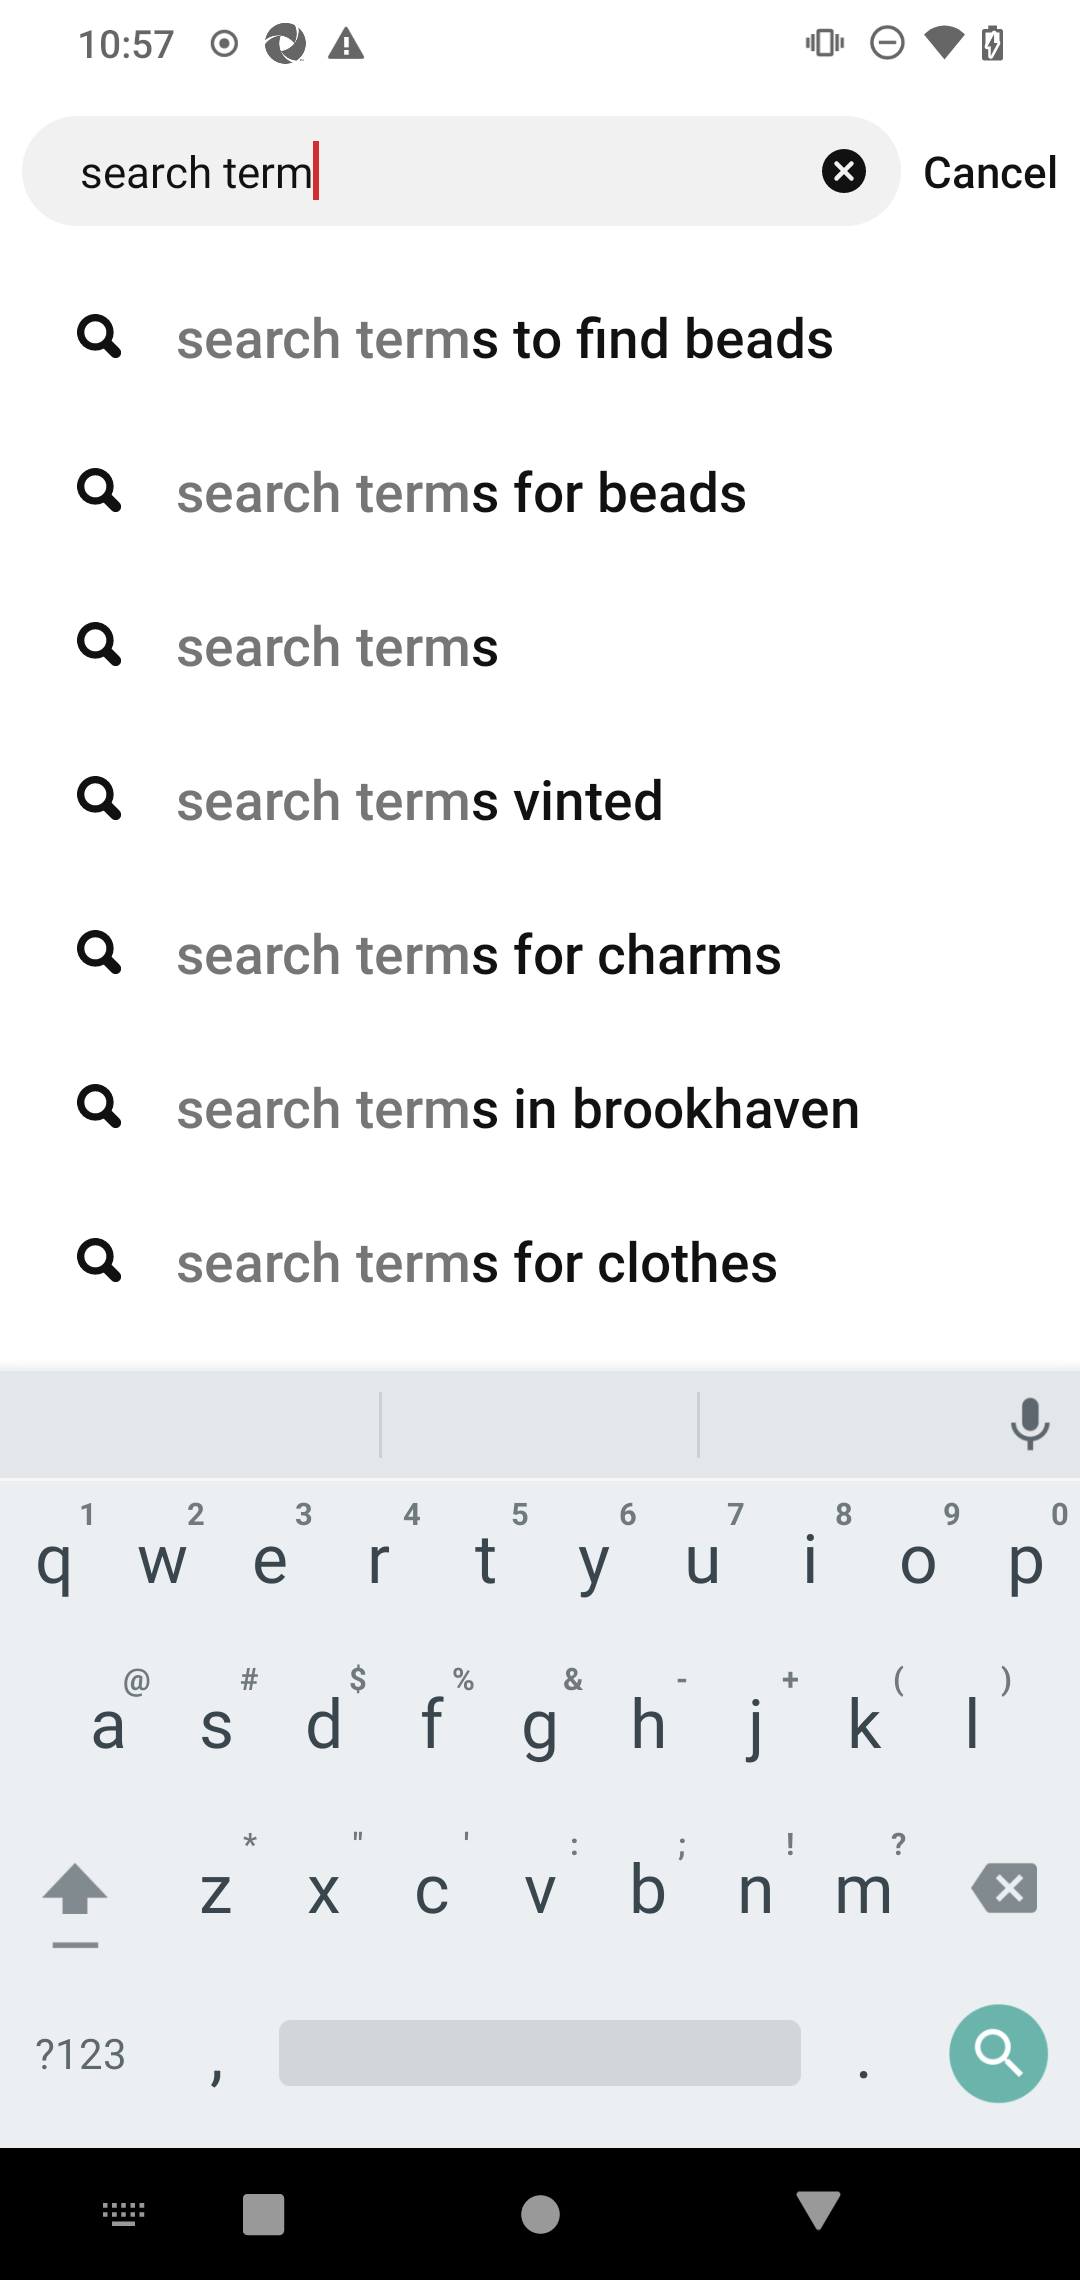 10:57
search term
Cancel
search terms to find beads
search terms for beads
search terms
search terms vinted
search terms for charms
search terms in brookhaven
search terms for clothes
1 2 3 4 5 6 7 8 9 0
q w e r t y u i o p
@ # $ % & - + ( )
a s d f g h j k l
* " ' : ; ! ?
z x c v b n m
?123 , .